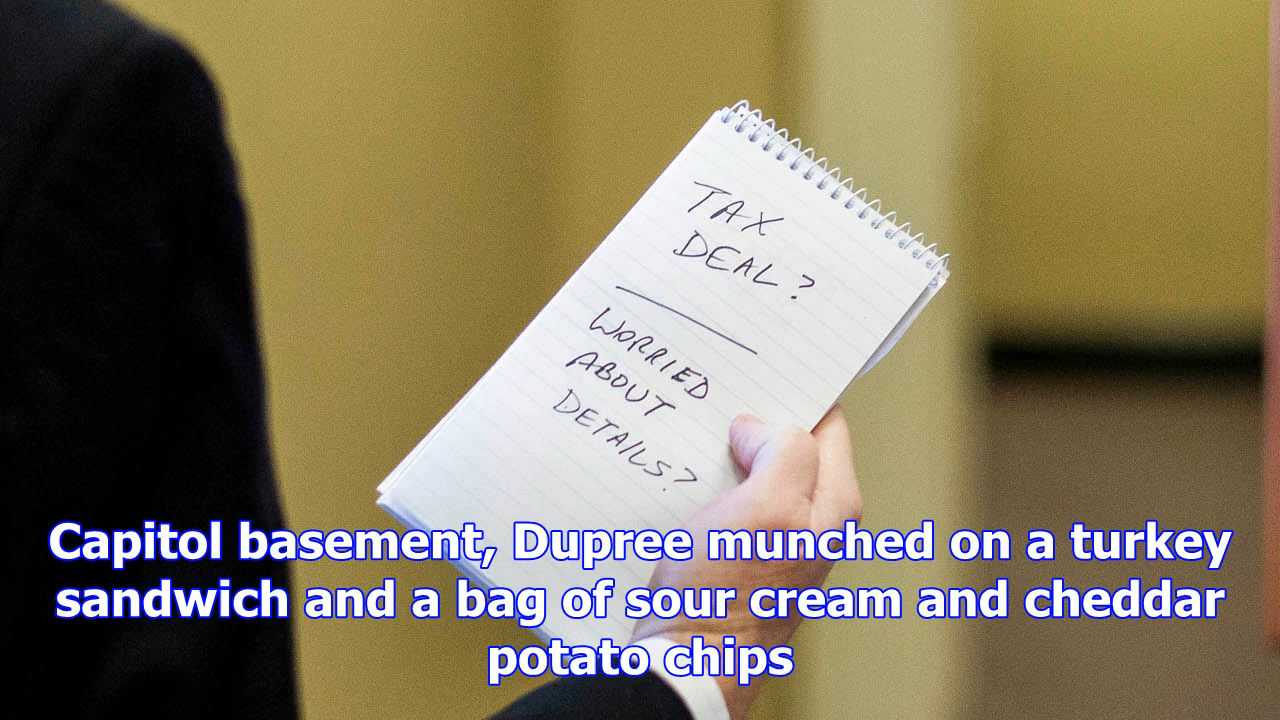 TAX
DEAL?
WORRIED
ABOUT
DETAILS?
Capitol basement, Dupree munched on a turkey
sandwich and a bag of sour cream and cheddar
potato chips